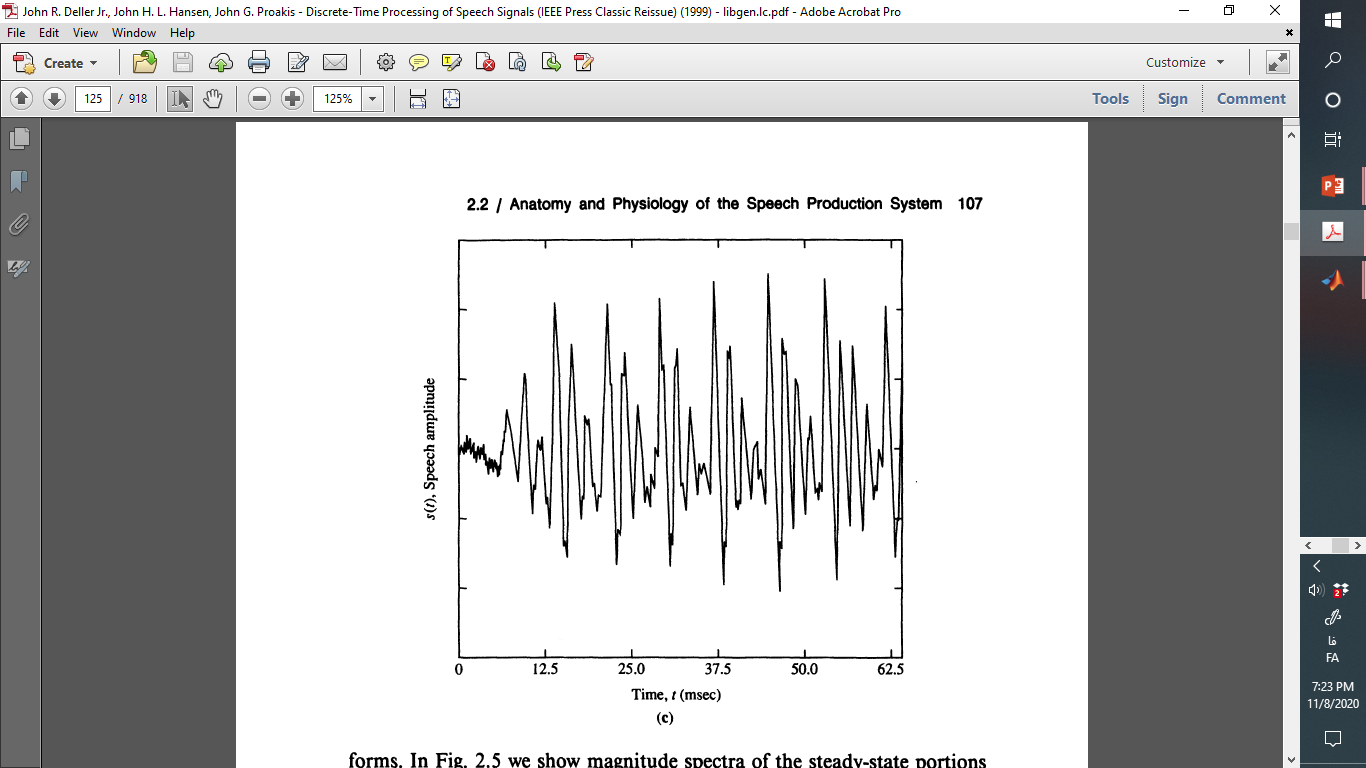 John R. Deller Jr., John H. L. Hansen, John G. Proakis - Discrete-Time Processing of Speech Signals (IEEE Press Classic Reissue) (1999) - libgen.lc.pdf - Adobe Acrobat Pro
File Edit View Window Help
Create
Customize
125 / 918
125%
Tools
Sign
Comment
2.2 / Anatomy and Physiology of the Speech Production System 107
s(t), Speech amplitude
0 12.5 25.0 37.5 50.0 62.5
Time, t (msec)
(c)
forms. In Fig. 2.5 we show magnitude spectra of the steady-state portions
2
فا
FA
7:23 PM
11/8/2020